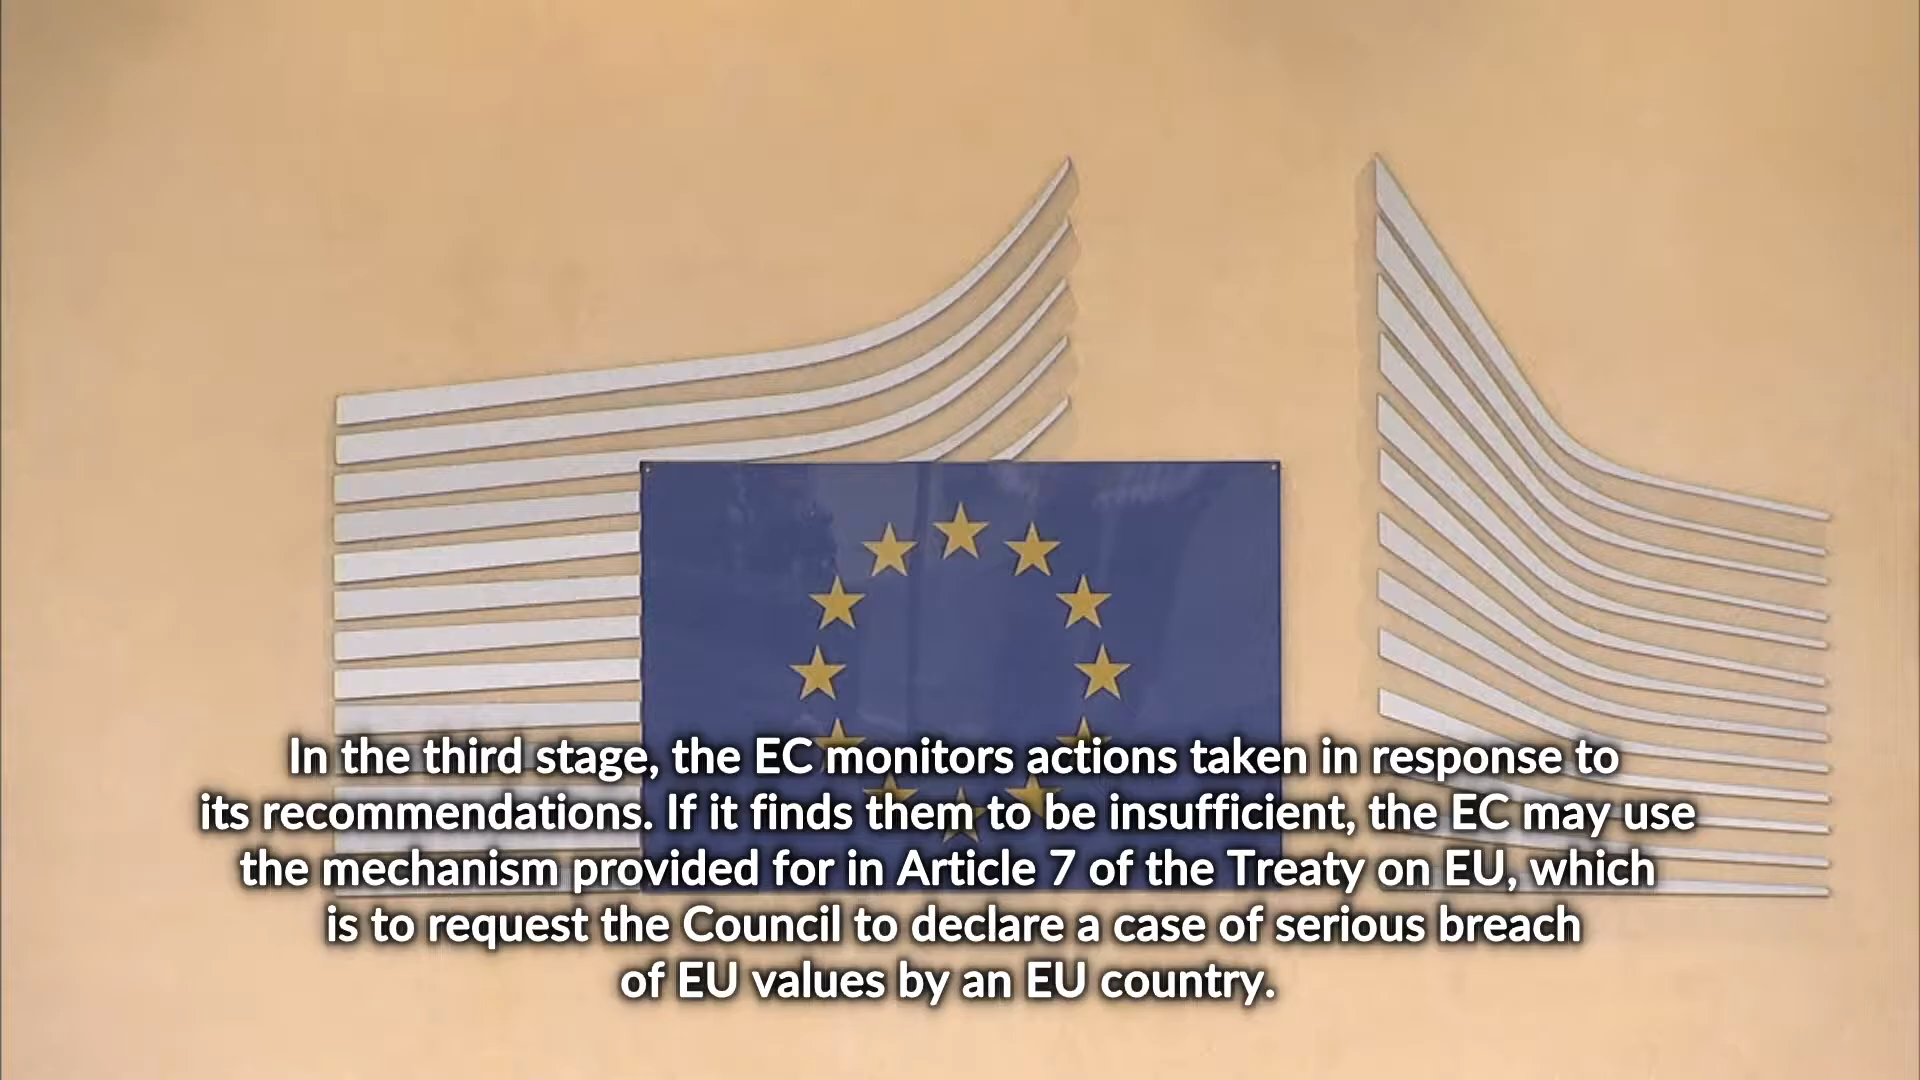 In the third stage, the EC monitors actions taken in response to
its recommendations. If it finds them to be insufficient, the EC may use
the mechanism provided for in Article 7 of the Treaty on EU, which
is to request the Council to declare a case of serious breach
of EU values by an EU country.